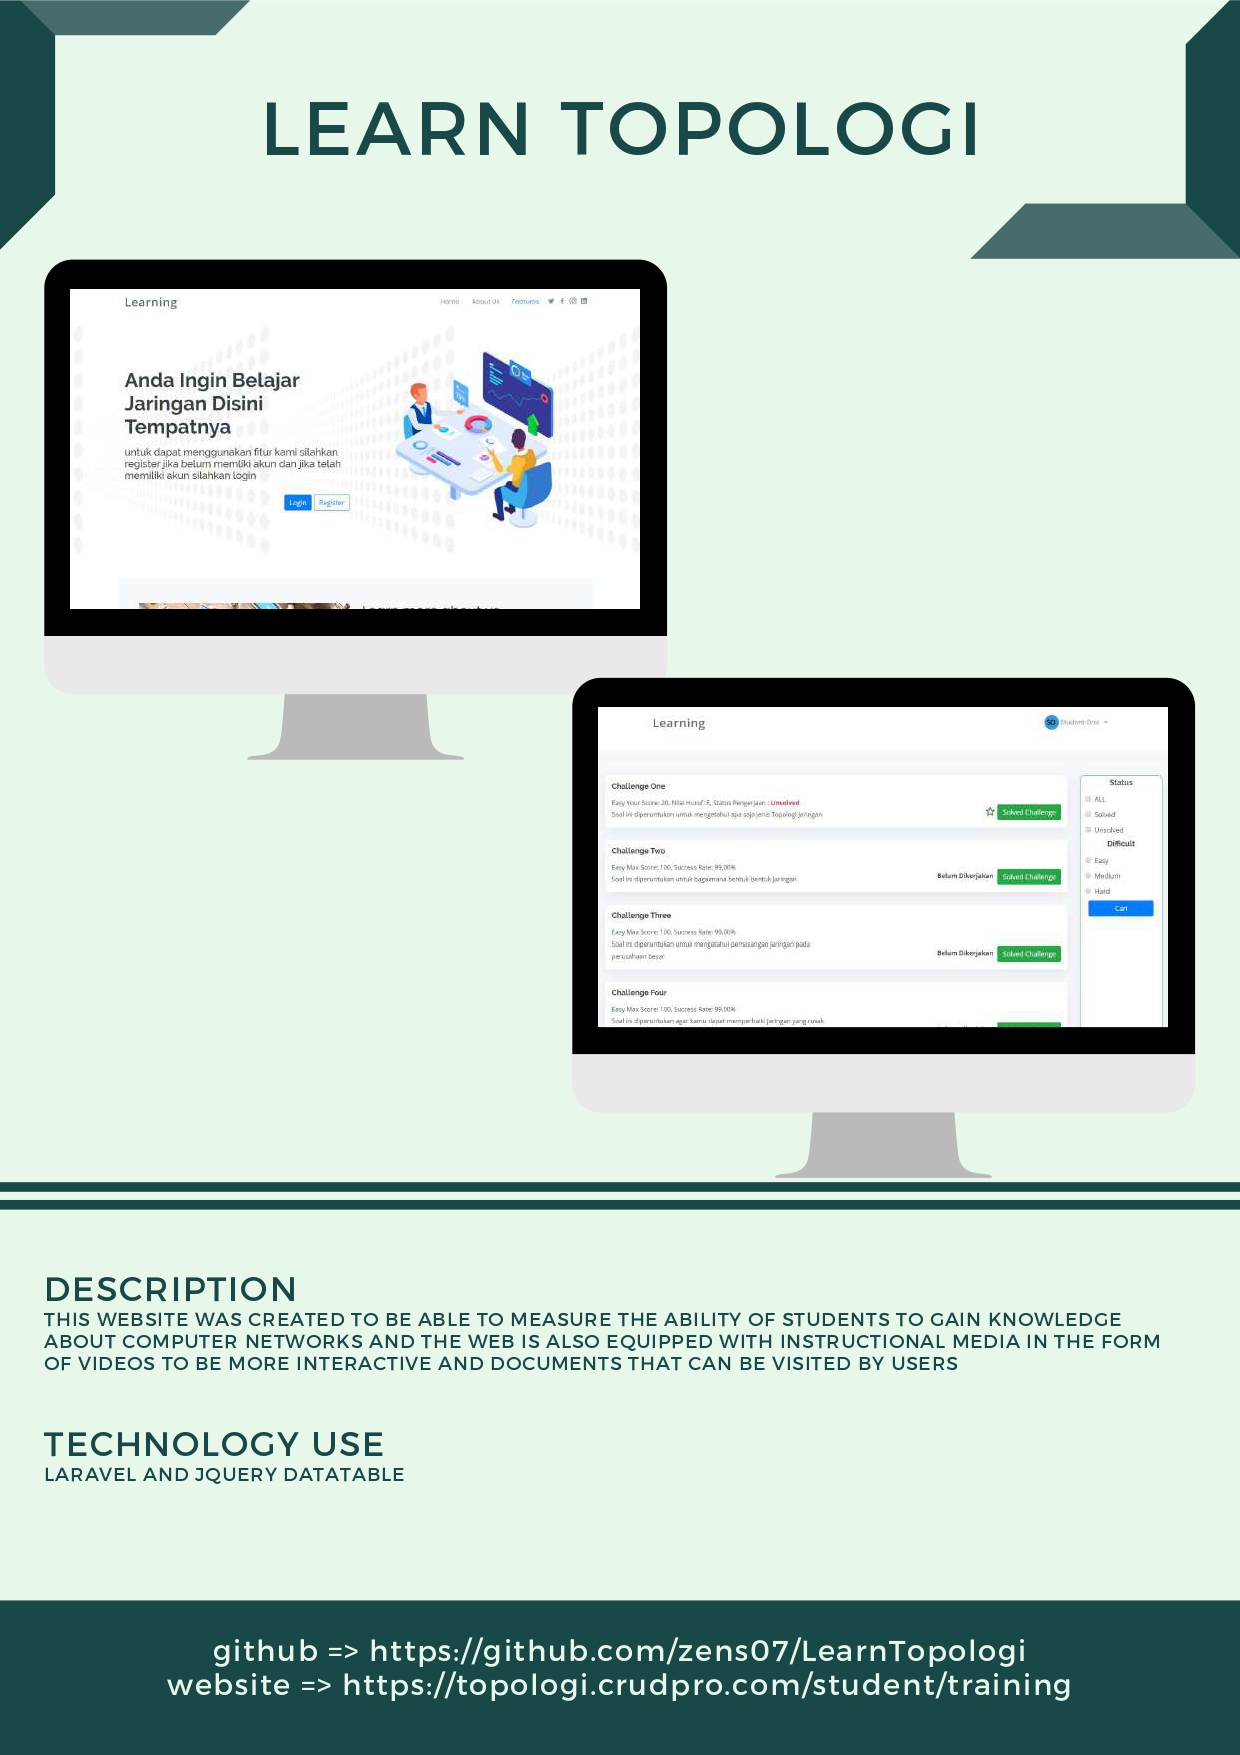 LEARN TOPOLOGI
Learning
Home About Us Features
Anda Ingin Belajar
Jaringan Disini
Tempatnya
untuk dapat menggunakan fitur kami silahkan
register jika belum memliki akun dan jika telah
memiliki akun silahkan login
Login Register
Learn more about us
Learning
SO Student-One
Challenge One
Easy Your Score: 20, Nilai Huruf: E, Status Pengerjaan : Unsolved
Soal ini diperuntukan untuk mengetahui apa saja jenis Topologi Jaringan
Solved Challenge
Challenge Two
Easy Max Score: 100, Success Rate: 99,00%
Soal ini diperuntukan untuk bagaimana bentuk-bentuk Jaringan
Belum Dikerjakan Solved Challenge
Challenge Three
Easy Max Score: 100, Success Rate: 99,00%
Soal ini diperuntukan untuk mengetahui pemasangan jaringan pada
perusahaan besar
Belum Dikerjakan Solved Challenge
Challenge Four
Easy Max Score: 100, Success Rate: 99,00%
Soal ini diperuntukan agar kamu dapat memperbaiki jaringan yang rusak
Status
ALL
Solved
Unsolved
Difficult
Easy
Medium
Hard
Cari
DESCRIPTION
THIS WEBSITE WAS CREATED TO BE ABLE TO MEASURE THE ABILITY OF STUDENTS TO GAIN KNOWLEDGE
ABOUT COMPUTER NETWORKS AND THE WEB IS ALSO EQUIPPED WITH INSTRUCTIONAL MEDIA IN THE FORM
OF VIDEOS TO BE MORE INTERACTIVE AND DOCUMENTS THAT CAN BE VISITED BY USERS
TECHNOLOGY USE
LARAVEL AND JQUERY DATATABLE
github => https://github.com/zens07/LearnTopologi
website => https://topologi.crudpro.com/student/training